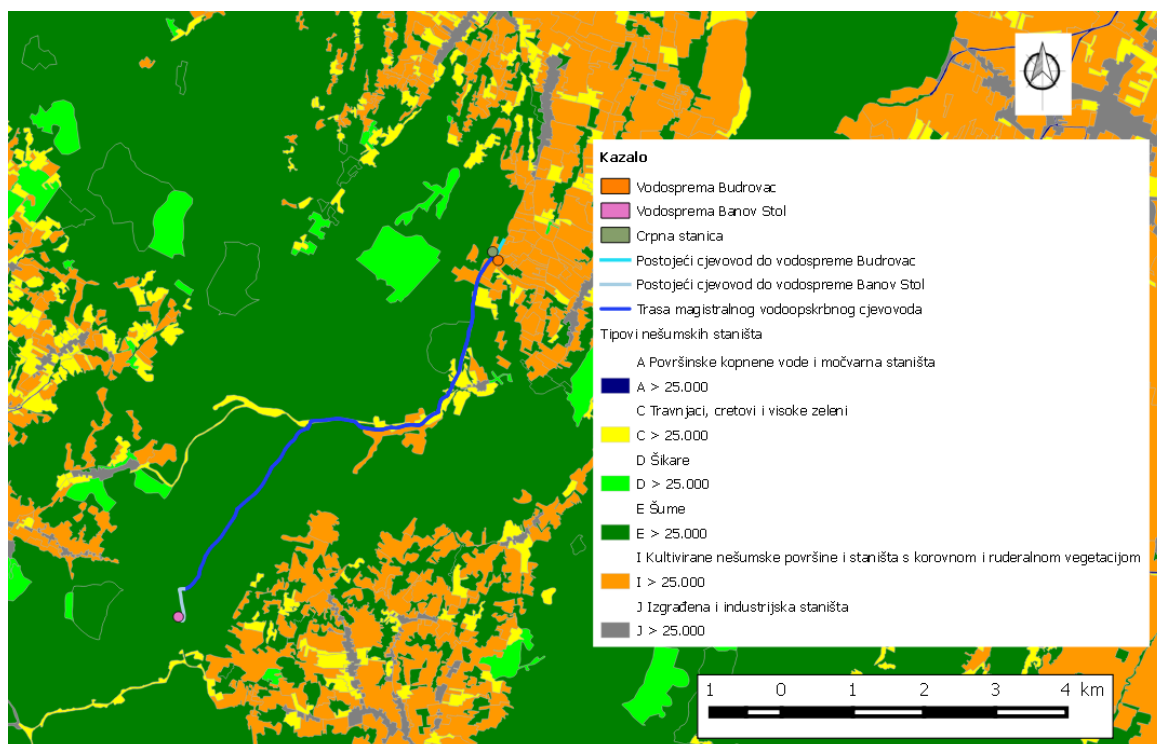 Kazalo
Vodosprema Budrovac
Vodosprema Banov Stol
Crpna stanica
Postojeći cjevovod do vodospreme Budrovac
Postojeći cjevovod do vodospreme Banov Stol
Trasa magistralnog vodoopskrbnog cjevovoda
Tipovi nešumskih staništa
A Površinske kopnene vode i močvarna staništa
A > 25.000
C Travnjaci, cretovi i visoke zeleni
C > 25.000
D Šikare
D > 25.000
E Šume
E > 25.000
I Kultivirane nešumske površine i staništa s korovnom i ruderalnom vegetacijom
I > 25.000
J Izgrađena i industrijska staništa
J > 25.000
1 0 1 2 3 4 km